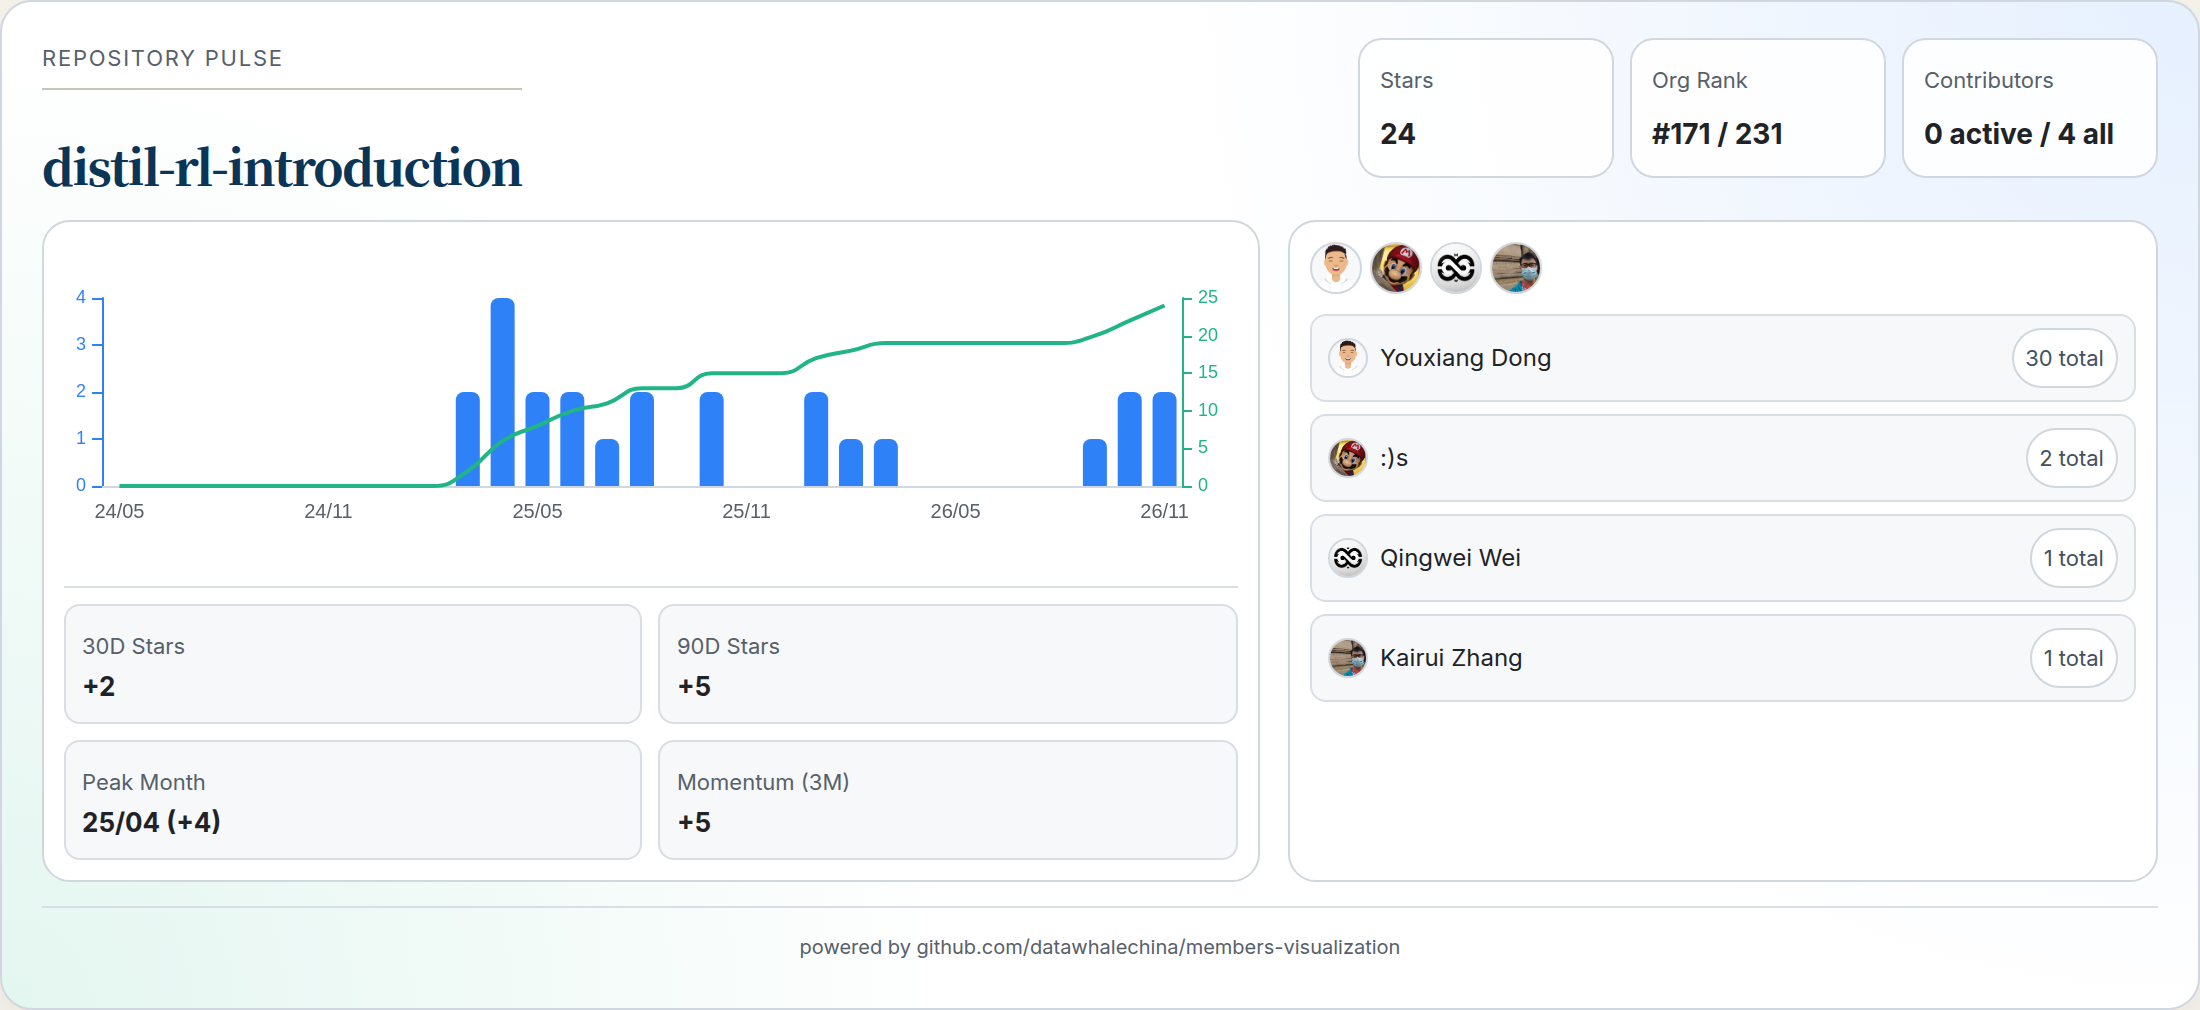 REPOSITORY PULSE
distil-rl-introduction
Stars
24
Org Rank
#171 / 231
Contributors
0 active / 4 all
4
3
2
1
0
25
20
15
10
5
0
24/05
24/11
25/05
25/11
26/05
26/11
30D Stars
+2
90D Stars
+5
Peak Month
25/04 (+4)
Momentum (3M)
+5
Youxiang Dong
30 total
:)s
2 total
Qingwei Wei
1 total
Kairui Zhang
1 total
powered by github.com/datawhalechina/members-visualization